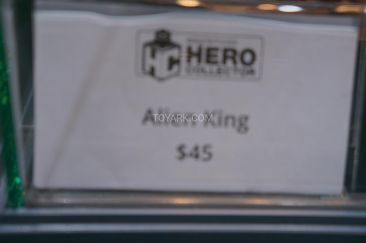 HC
HERO
COLLECTOR
Alien King
TOYARK.COM
$45